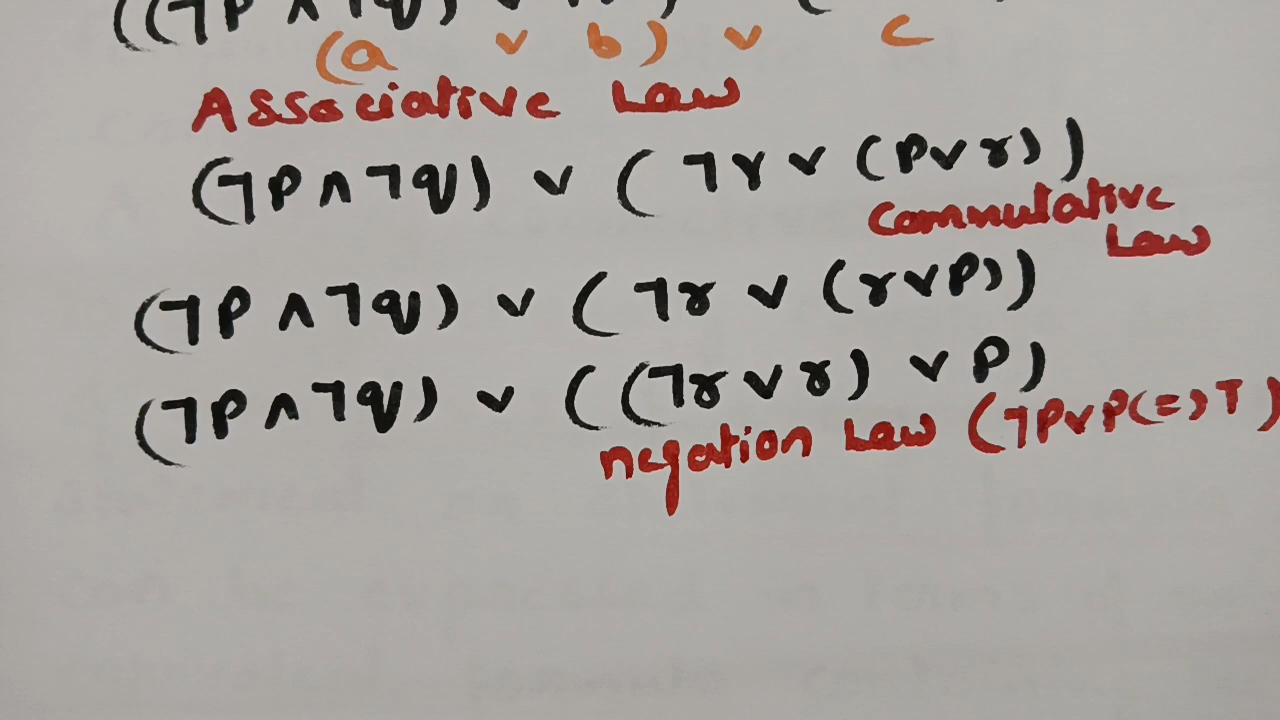 ((¬P ∧ ¬q) ∨
(a ∨ b) ∨ c
Associative Law
(¬P ∧ ¬q) ∨ (¬r ∨ (P ∨ r))
Commutative
Law
(¬P ∧ ¬q) ∨ (¬r ∨ (r ∨ P))
(¬P ∧ ¬q) ∨ ((¬r ∨ r) ∨ P)
negation Law (¬P ∨ P (=) T)